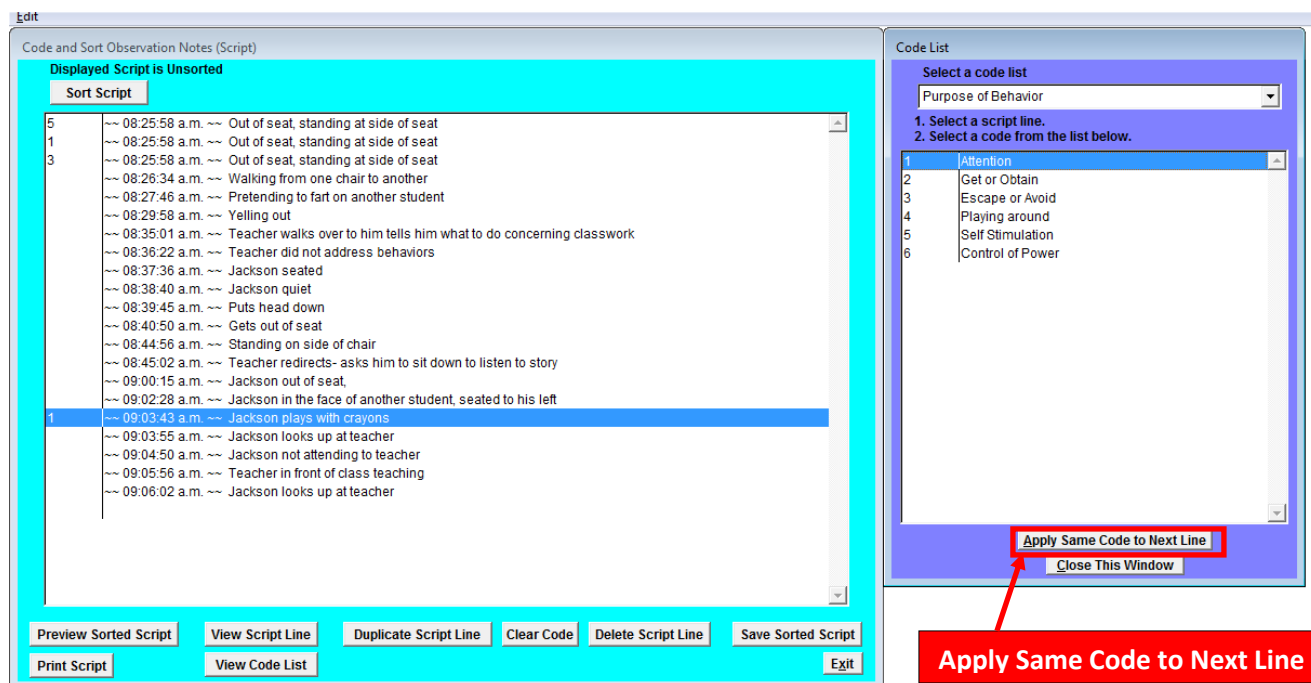 Edit
Code and Sort Observation Notes (Script)
Displayed Script is Unsorted
Sort Script
5 ~~ 08:25:58 a.m. ~~ Out of seat, standing at side of seat
1 ~~ 08:25:58 a.m. ~~ Out of seat, standing at side of seat
3 ~~ 08:25:58 a.m. ~~ Out of seat, standing at side of seat
~~ 08:26:34 a.m. ~~ Walking from one chair to another
~~ 08:27:46 a.m. ~~ Pretending to fart on another student
~~ 08:29:58 a.m. ~~ Yelling out
~~ 08:35:01 a.m. ~~ Teacher walks over to him tells him what to do concerning classwork
~~ 08:36:22 a.m. ~~ Teacher did not address behaviors
~~ 08:37:36 a.m. ~~ Jackson seated
~~ 08:38:40 a.m. ~~ Jackson quiet
~~ 08:39:45 a.m. ~~ Puts head down
~~ 08:40:50 a.m. ~~ Gets out of seat
~~ 08:44:56 a.m. ~~ Standing on side of chair
~~ 08:45:02 a.m. ~~ Teacher redirects- asks him to sit down to listen to story
~~ 09:00:15 a.m. ~~ Jackson out of seat,
~~ 09:02:28 a.m. ~~ Jackson in the face of another student, seated to his left
1 ~~ 09:03:43 a.m. ~~ Jackson plays with crayons
~~ 09:03:55 a.m. ~~ Jackson looks up at teacher
~~ 09:04:50 a.m. ~~ Jackson not attending to teacher
~~ 09:05:56 a.m. ~~ Teacher in front of class teaching
~~ 09:06:02 a.m. ~~ Jackson looks up at teacher
Preview Sorted Script View Script Line Duplicate Script Line Clear Code Delete Script Line Save Sorted Script
Print Script View Code List Exit
Code List
Select a code list
Purpose of Behavior
1. Select a script line.
2. Select a code from the list below.
1 Attention
2 Get or Obtain
3 Escape or Avoid
4 Playing around
5 Self Stimulation
6 Control of Power
Apply Same Code to Next Line
Close This Window
Apply Same Code to Next Line